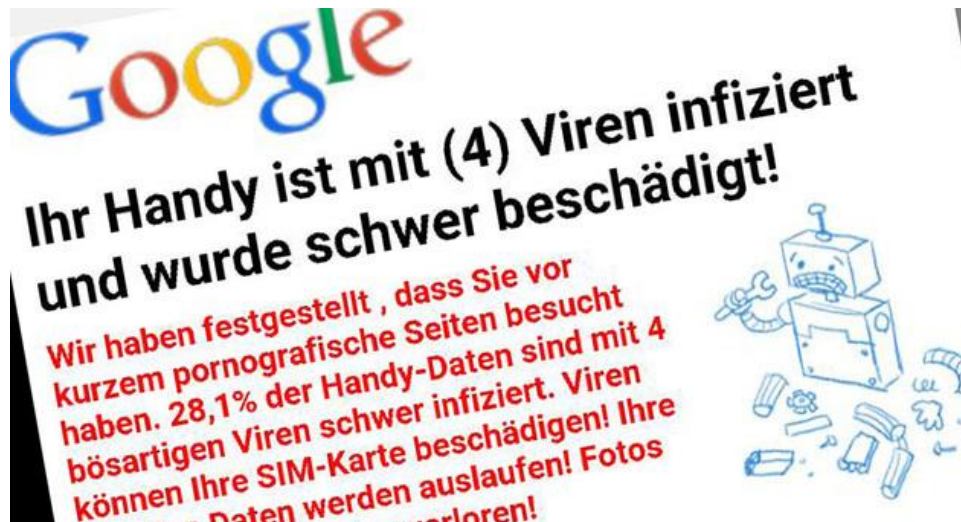 Google
Ihr Handy ist mit (4) Viren infiziert
und wurde schwer beschädigt!
Wir haben festgestellt , dass Sie vor
kurzem pornografische Seiten besucht
haben. 28,1% der Handy-Daten sind mit 4
bösartigen Viren schwer infiziert. Viren
können Ihre SIM-Karte beschädigen! Ihre
Daten werden auslaufen! Fotos
verloren!